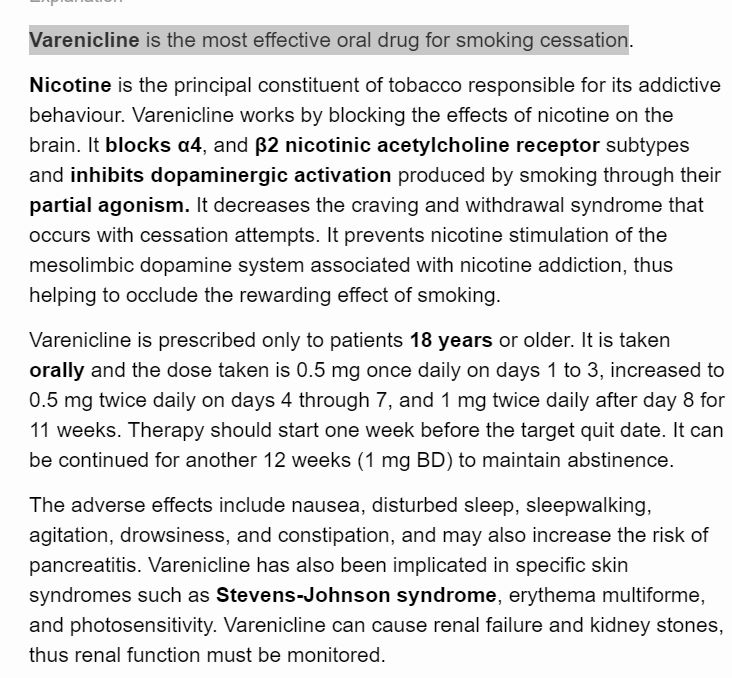 Explanation
Varenicline is the most effective oral drug for smoking cessation.
Nicotine is the principal constituent of tobacco responsible for its addictive
behaviour. Varenicline works by blocking the effects of nicotine on the
brain. It blocks α4, and β2 nicotinic acetylcholine receptor subtypes
and inhibits dopaminergic activation produced by smoking through their
partial agonism. It decreases the craving and withdrawal syndrome that
occurs with cessation attempts. It prevents nicotine stimulation of the
mesolimbic dopamine system associated with nicotine addiction, thus
helping to occlude the rewarding effect of smoking.
Varenicline is prescribed only to patients 18 years or older. It is taken
orally and the dose taken is 0.5 mg once daily on days 1 to 3, increased to
0.5 mg twice daily on days 4 through 7, and 1 mg twice daily after day 8 for
11 weeks. Therapy should start one week before the target quit date. It can
be continued for another 12 weeks (1 mg BD) to maintain abstinence.
The adverse effects include nausea, disturbed sleep, sleepwalking,
agitation, drowsiness, and constipation, and may also increase the risk of
pancreatitis. Varenicline has also been implicated in specific skin
syndromes such as Stevens-Johnson syndrome, erythema multiforme,
and photosensitivity. Varenicline can cause renal failure and kidney stones,
thus renal function must be monitored.